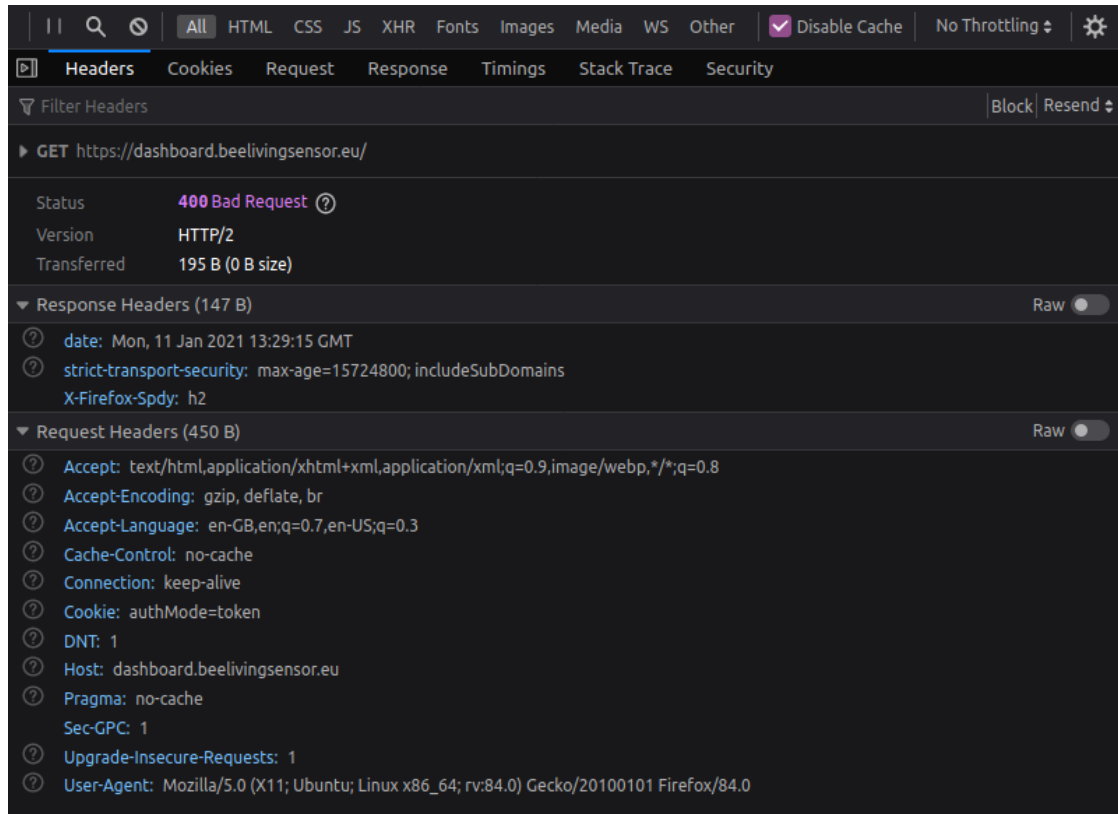 All HTML CSS JS XHR Fonts Images Media WS Other Disable Cache No Throttling
Headers Cookies Request Response Timings Stack Trace Security
Filter Headers Block Resend
GET https://dashboard.beelivingsensor.eu/
Status 400 Bad Request ?
Version HTTP/2
Transferred 195 B (0 B size)
Response Headers (147 B) Raw
? date: Mon, 11 Jan 2021 13:29:15 GMT
? strict-transport-security: max-age=15724800; includeSubDomains
X-Firefox-Spdy: h2
Request Headers (450 B) Raw
? Accept: text/html,application/xhtml+xml,application/xml;q=0.9,image/webp,*/*;q=0.8
? Accept-Encoding: gzip, deflate, br
? Accept-Language: en-GB,en;q=0.7,en-US;q=0.3
? Cache-Control: no-cache
? Connection: keep-alive
? Cookie: authMode=token
? DNT: 1
? Host: dashboard.beelivingsensor.eu
? Pragma: no-cache
Sec-GPC: 1
? Upgrade-Insecure-Requests: 1
? User-Agent: Mozilla/5.0 (X11; Ubuntu; Linux x86_64; rv:84.0) Gecko/20100101 Firefox/84.0